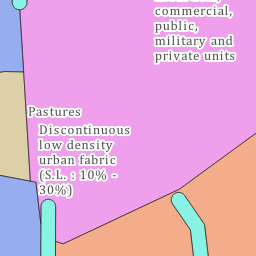 commercial,
public,
military and
private units
Pastures
Discontinuous
low density
urban fabric
(S.L. : 10% -
30%)